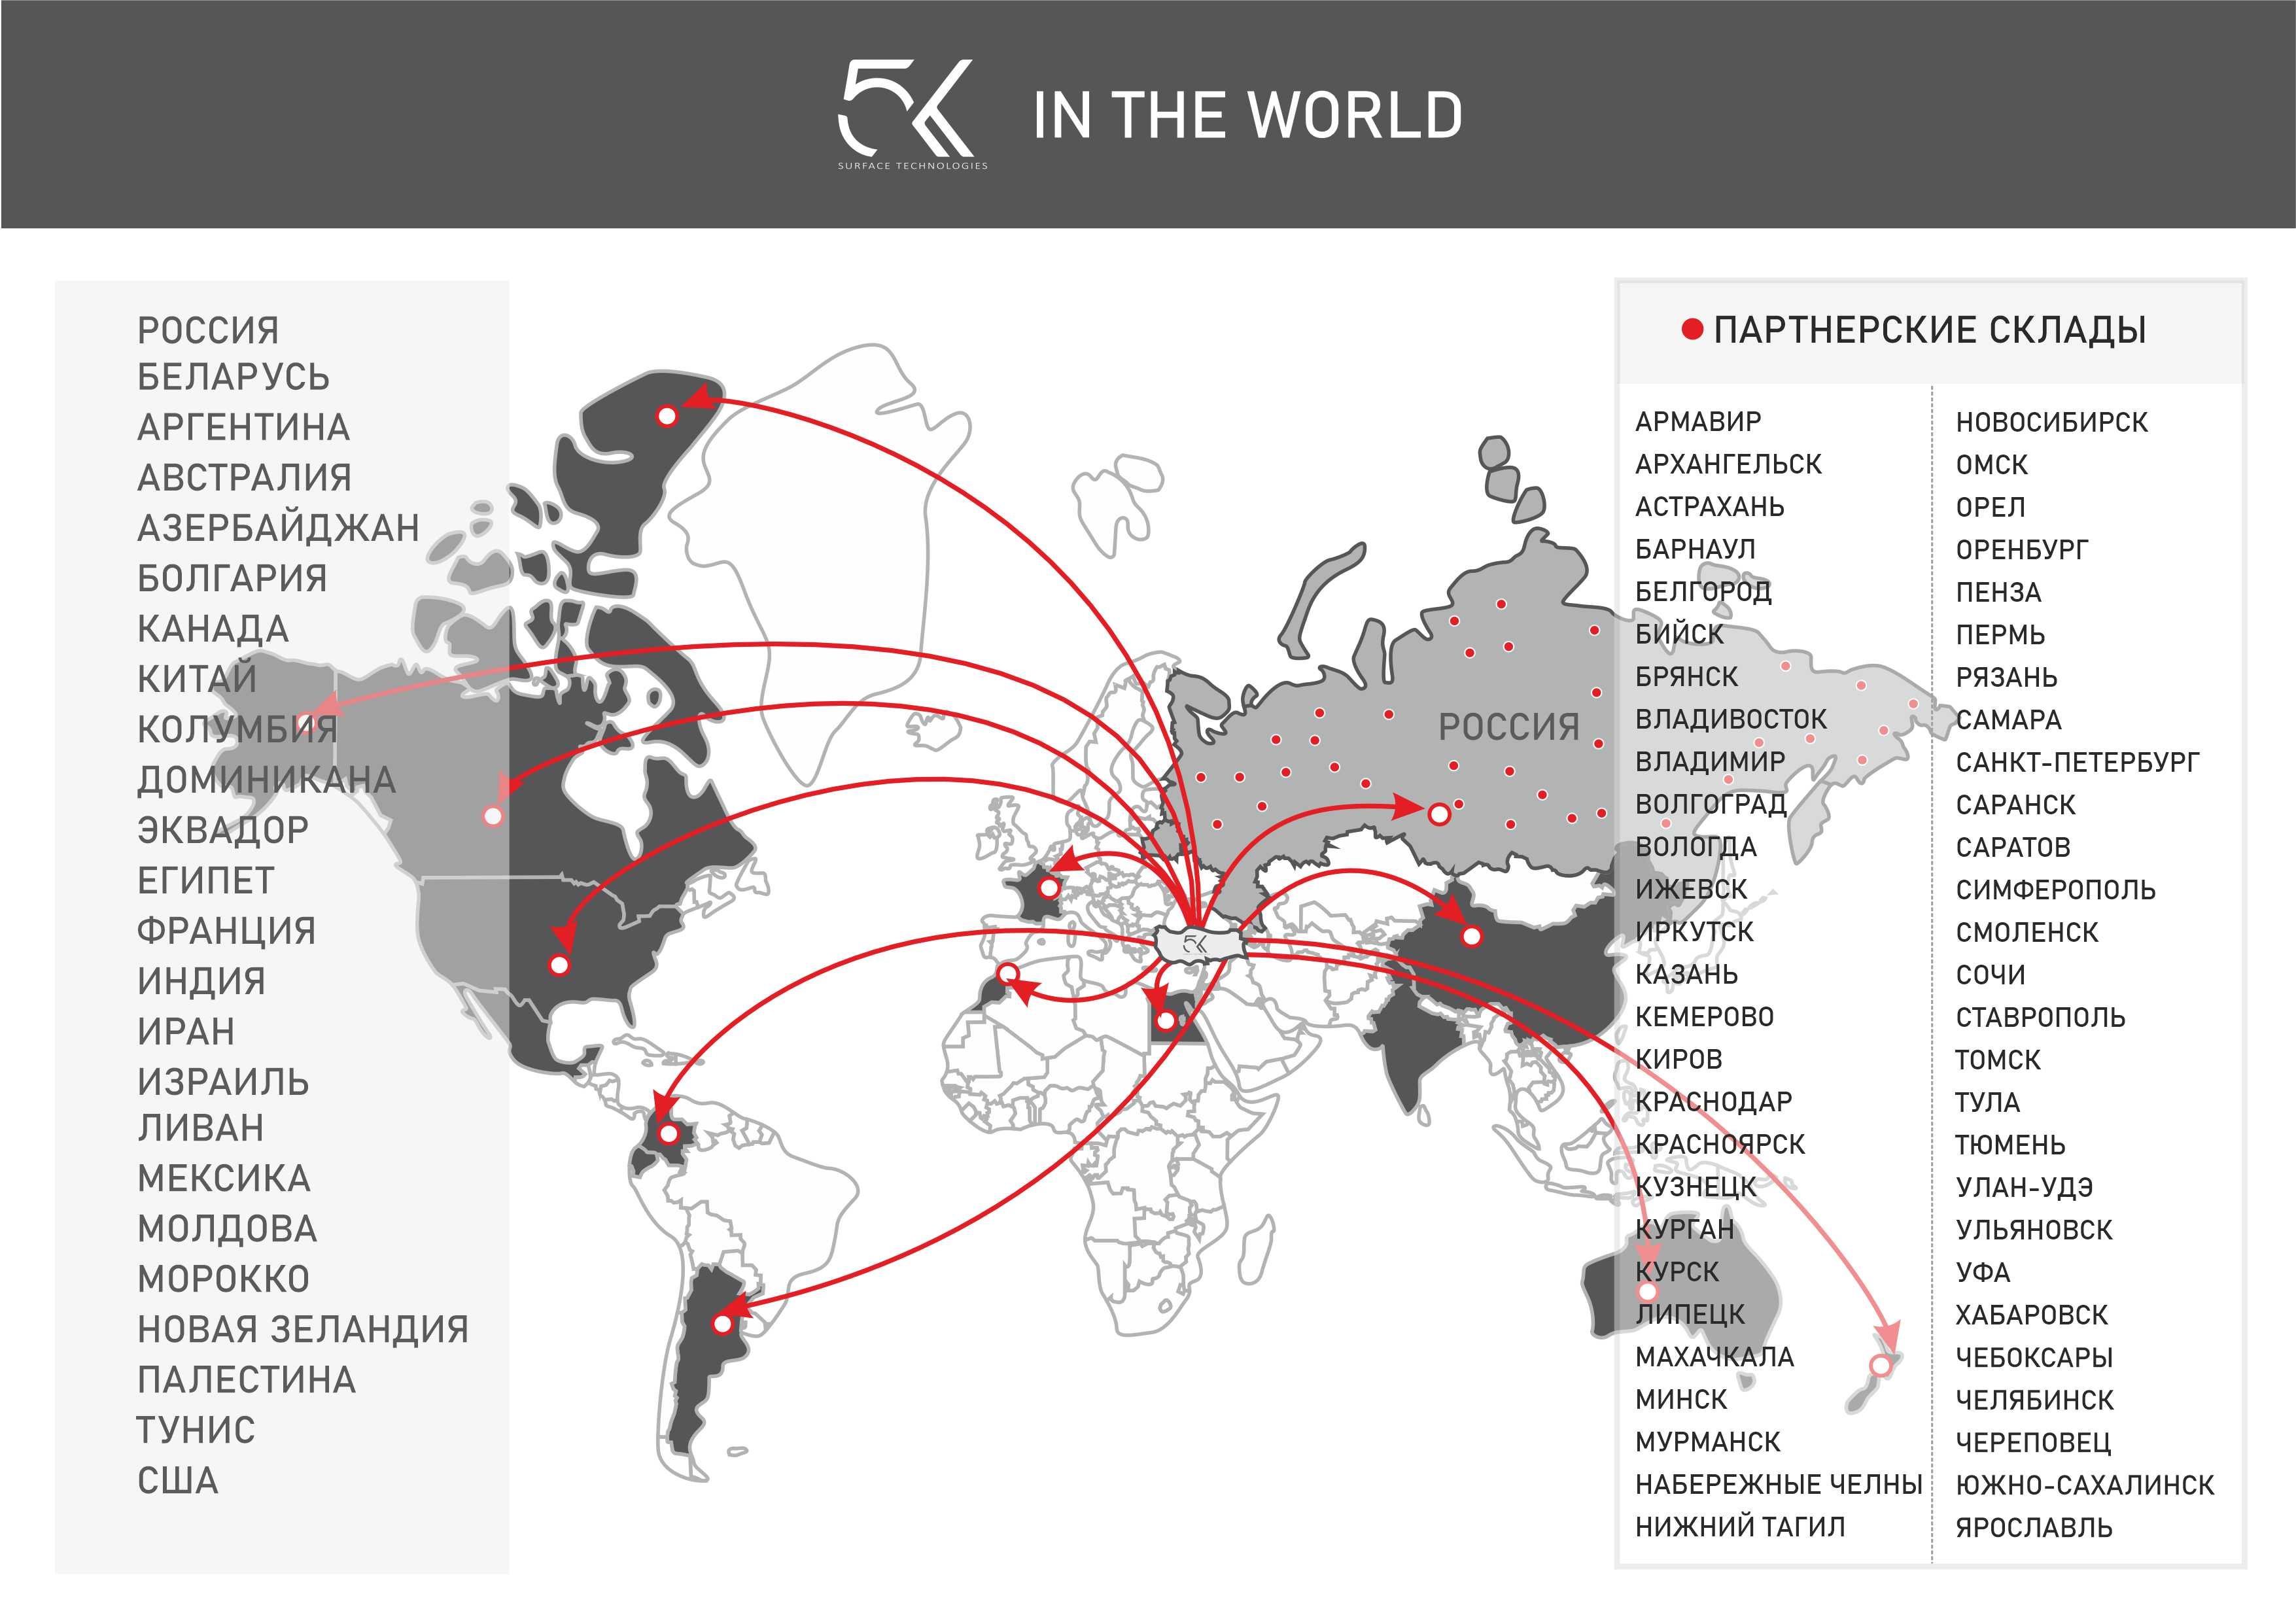 5K
SURFACE TECHNOLOGIES
IN THE WORLD
РОССИЯ
БЕЛАРУСЬ
АРГЕНТИНА
АВСТРАЛИЯ
АЗЕРБАЙДЖАН
БОЛГАРИЯ
КАНАДА
КИТАЙ
КОЛУМБИЯ
ДОМИНИКАНА
ЭКВАДОР
ЕГИПЕТ
ФРАНЦИЯ
ИНДИЯ
ИРАН
ИЗРАИЛЬ
ЛИВАН
МЕКСИКА
МОЛДОВА
МОРОККО
НОВАЯ ЗЕЛАНДИЯ
ПАЛЕСТИНА
ТУНИС
США
РОССИЯ
5K
ПАРТНЕРСКИЕ СКЛАДЫ
АРМАВИР
АРХАНГЕЛЬСК
АСТРАХАНЬ
БАРНАУЛ
БЕЛГОРОД
БИЙСК
БРЯНСК
ВЛАДИВОСТОК
ВЛАДИМИР
ВОЛГОГРАД
ВОЛОГДА
ИЖЕВСК
ИРКУТСК
КАЗАНЬ
КЕМЕРОВО
КИРОВ
КРАСНОДАР
КРАСНОЯРСК
КУЗНЕЦК
КУРГАН
КУРСК
ЛИПЕЦК
МАХАЧКАЛА
МИНСК
МУРМАНСК
НАБЕРЕЖНЫЕ ЧЕЛНЫ
НИЖНИЙ ТАГИЛ
НОВОСИБИРСК
ОМСК
ОРЕЛ
ОРЕНБУРГ
ПЕНЗА
ПЕРМЬ
РЯЗАНЬ
САМАРА
САНКТ-ПЕТЕРБУРГ
САРАНСК
САРАТОВ
СИМФЕРОПОЛЬ
СМОЛЕНСК
СОЧИ
СТАВРОПОЛЬ
ТОМСК
ТУЛА
ТЮМЕНЬ
УЛАН-УДЭ
УЛЬЯНОВСК
УФА
ХАБАРОВСК
ЧЕБОКСАРЫ
ЧЕЛЯБИНСК
ЧЕРЕПОВЕЦ
ЮЖНО-САХАЛИНСК
ЯРОСЛАВЛЬ